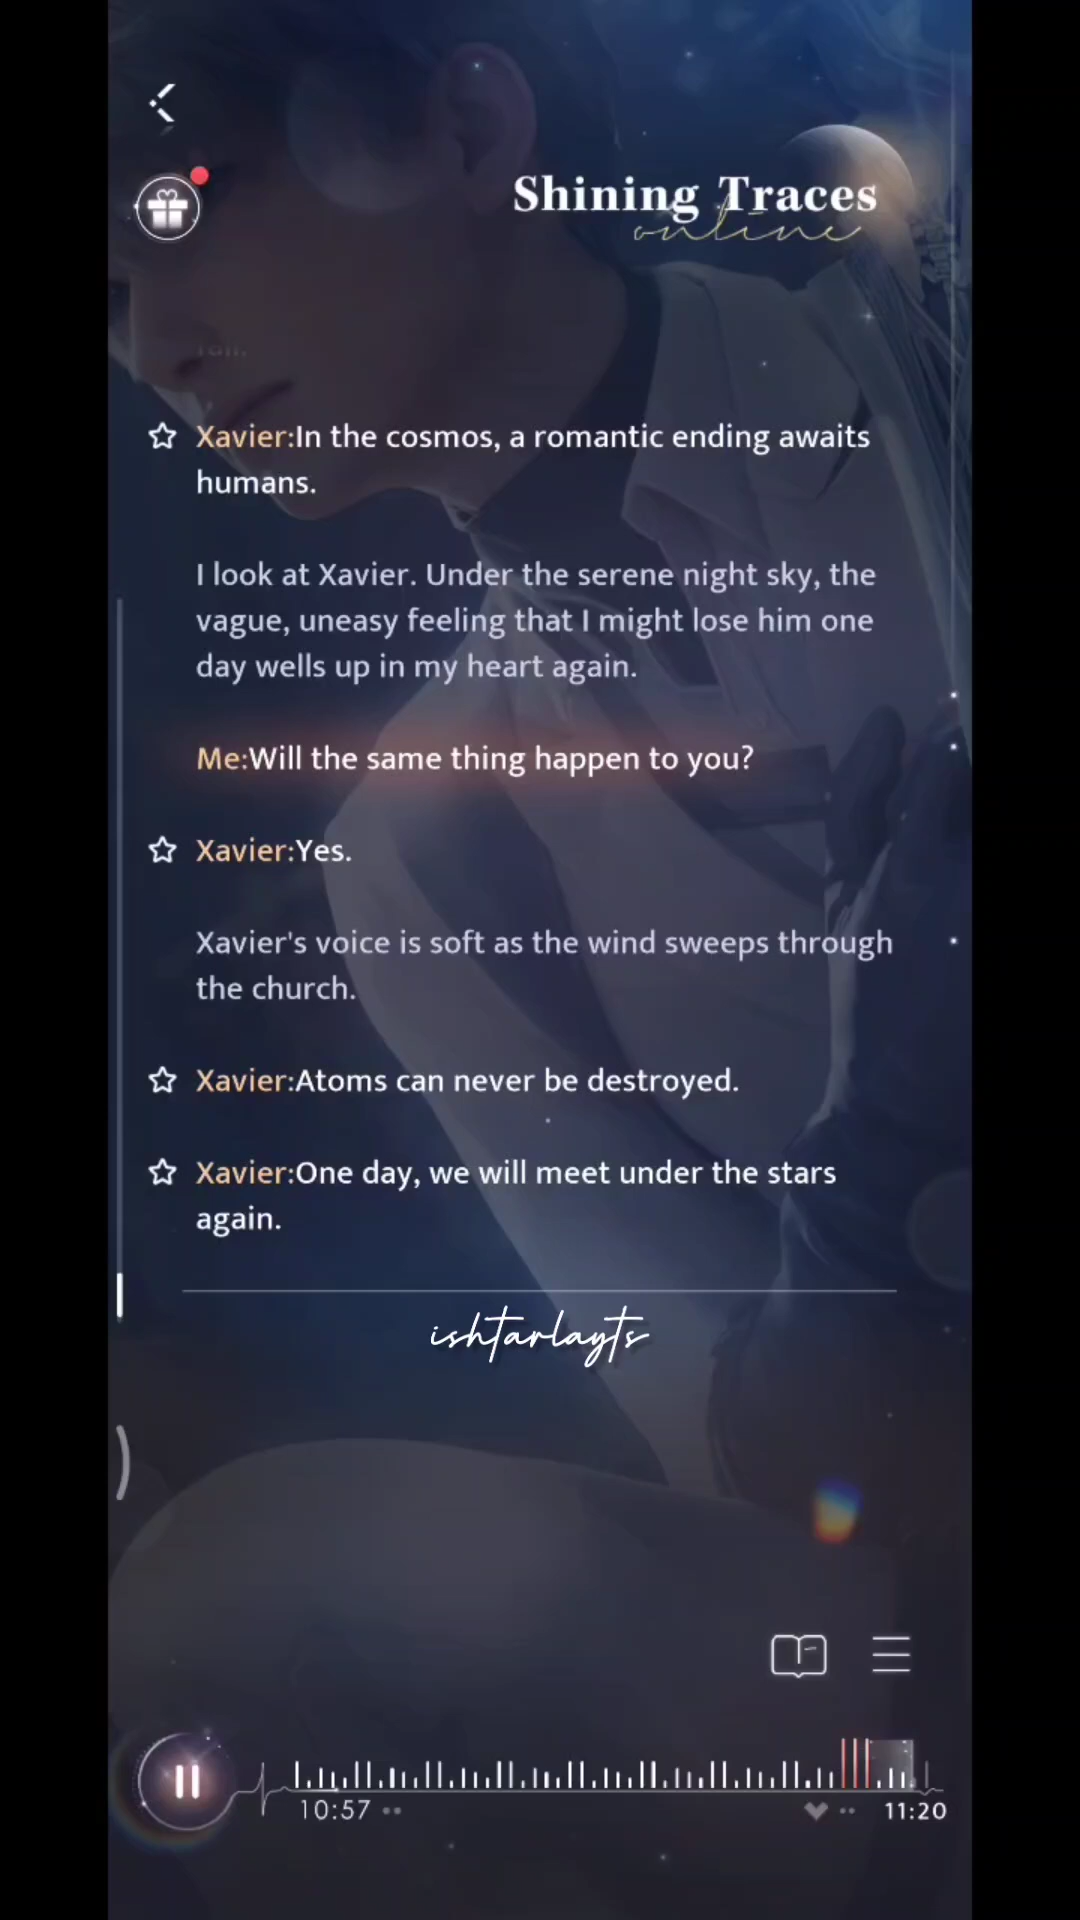 Shining Traces
online
Xavier:In the cosmos, a romantic ending awaits
humans.
I look at Xavier. Under the serene night sky, the
vague, uneasy feeling that I might lose him one
day wells up in my heart again.
Me:Will the same thing happen to you?
Xavier:Yes.
Xavier's voice is soft as the wind sweeps through
the church.
Xavier:Atoms can never be destroyed.
Xavier:One day, we will meet under the stars
again.
ishtarlayts
10:57
11:20